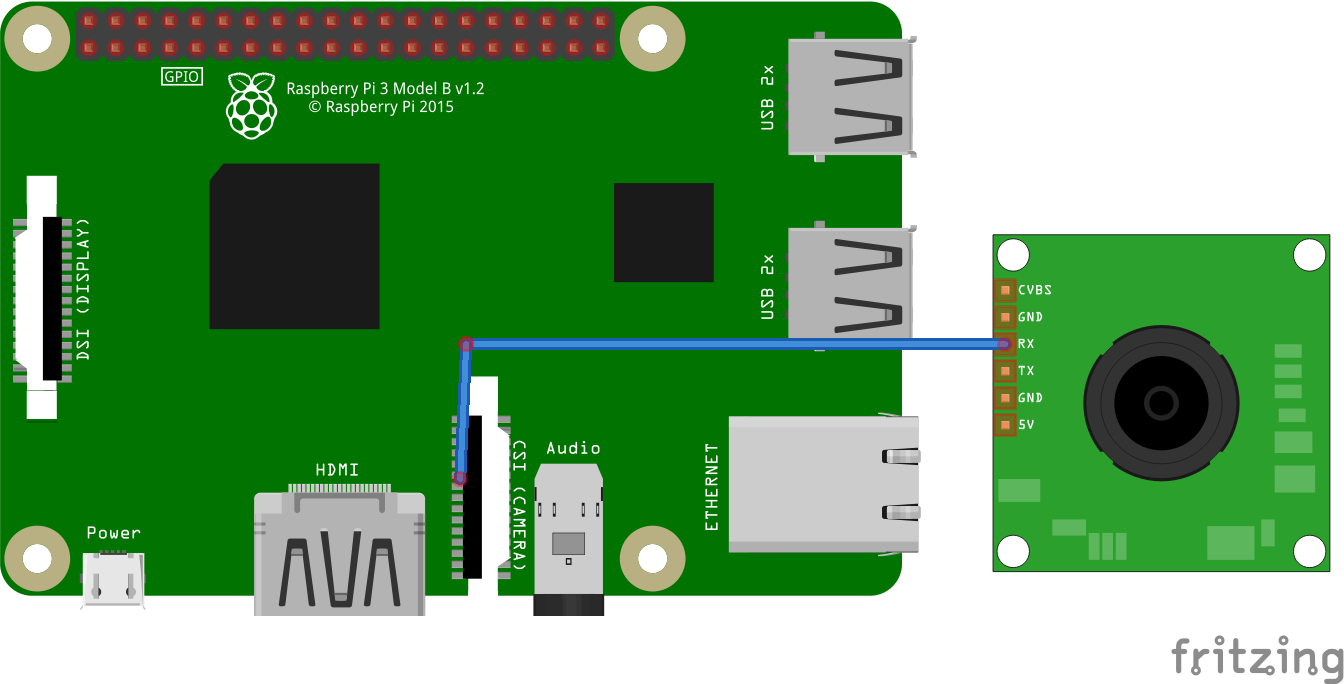 GPIO
Raspberry Pi 3 Model B v1.2
© Raspberry Pi 2015
USB 2x
DSI (DISPLAY)
USB 2x
CVBS
GND
RX
TX
GND
5V
HDMI
CSI (CAMERA)
Audio
ETHERNET
Power
fritzing